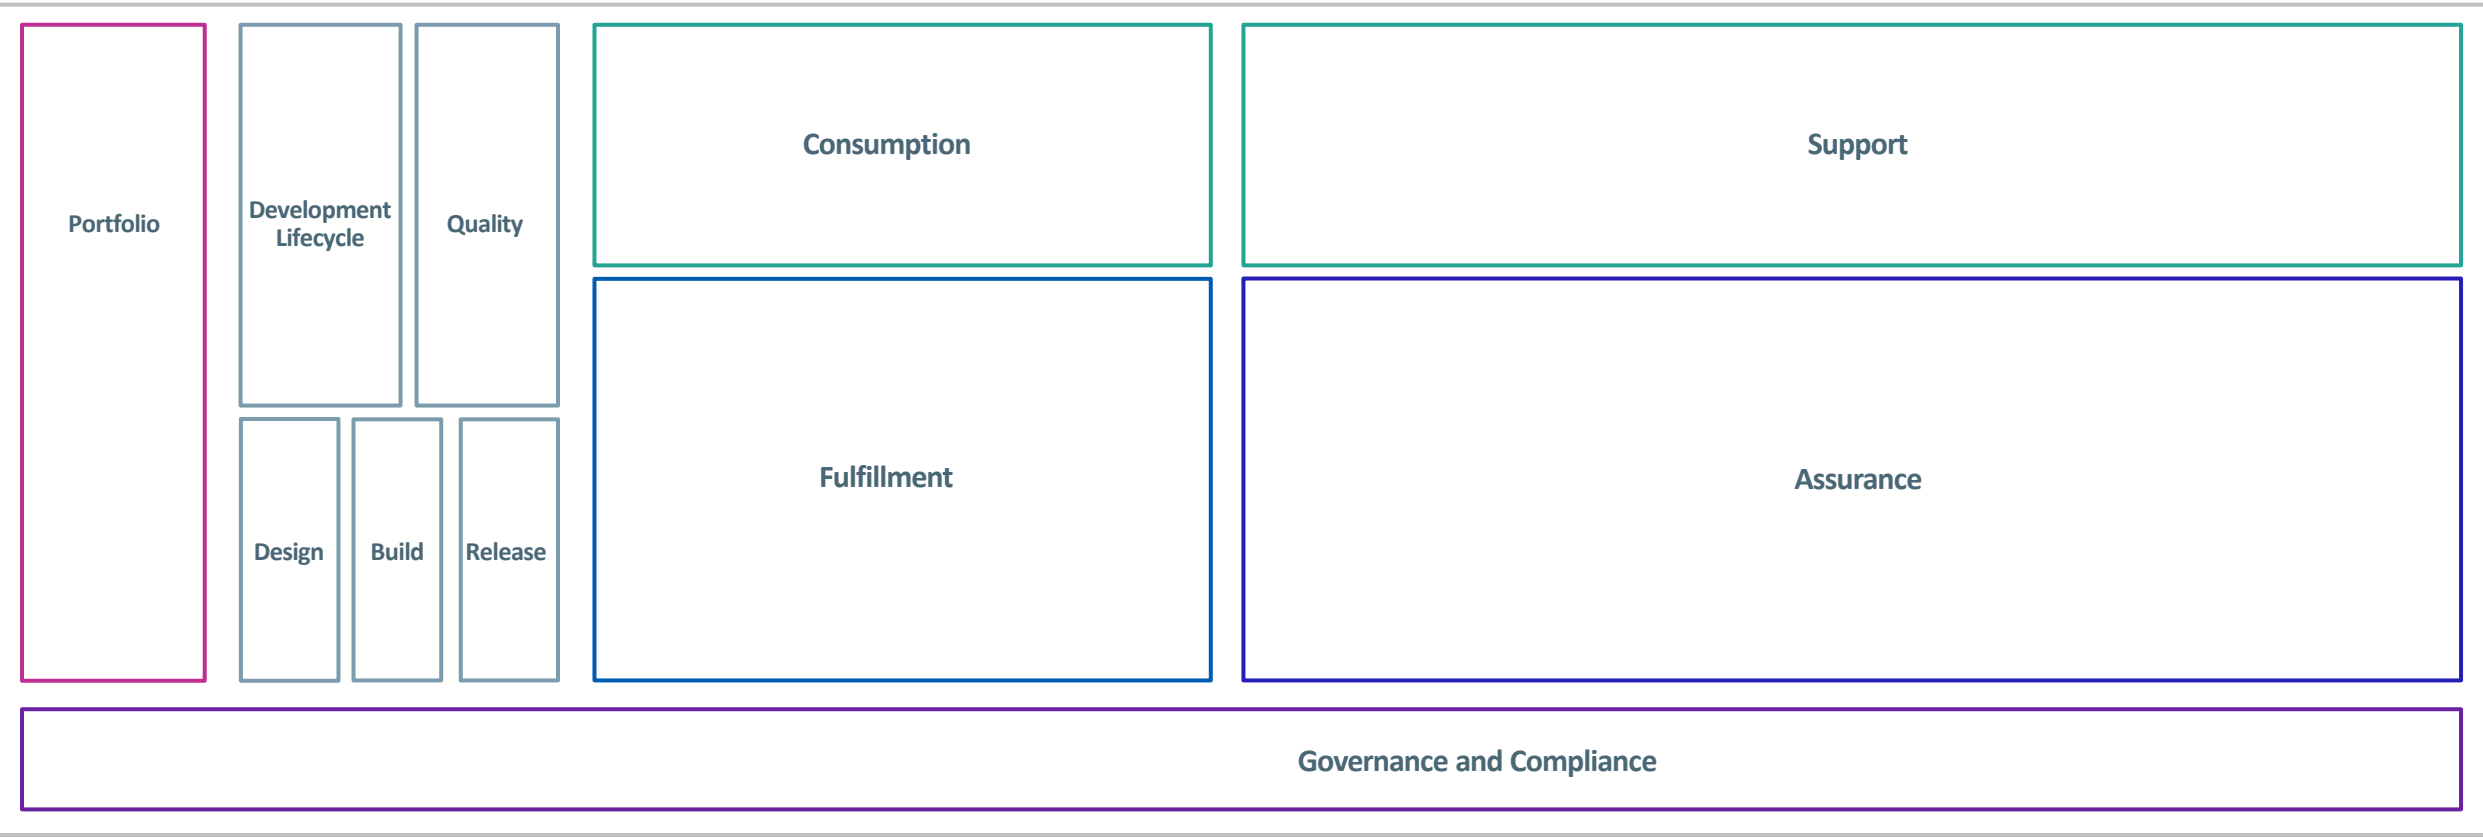 Portfolio
Development
Lifecycle
Quality
Consumption
Support
Design
Build
Release
Fulfillment
Assurance
Governance and Compliance